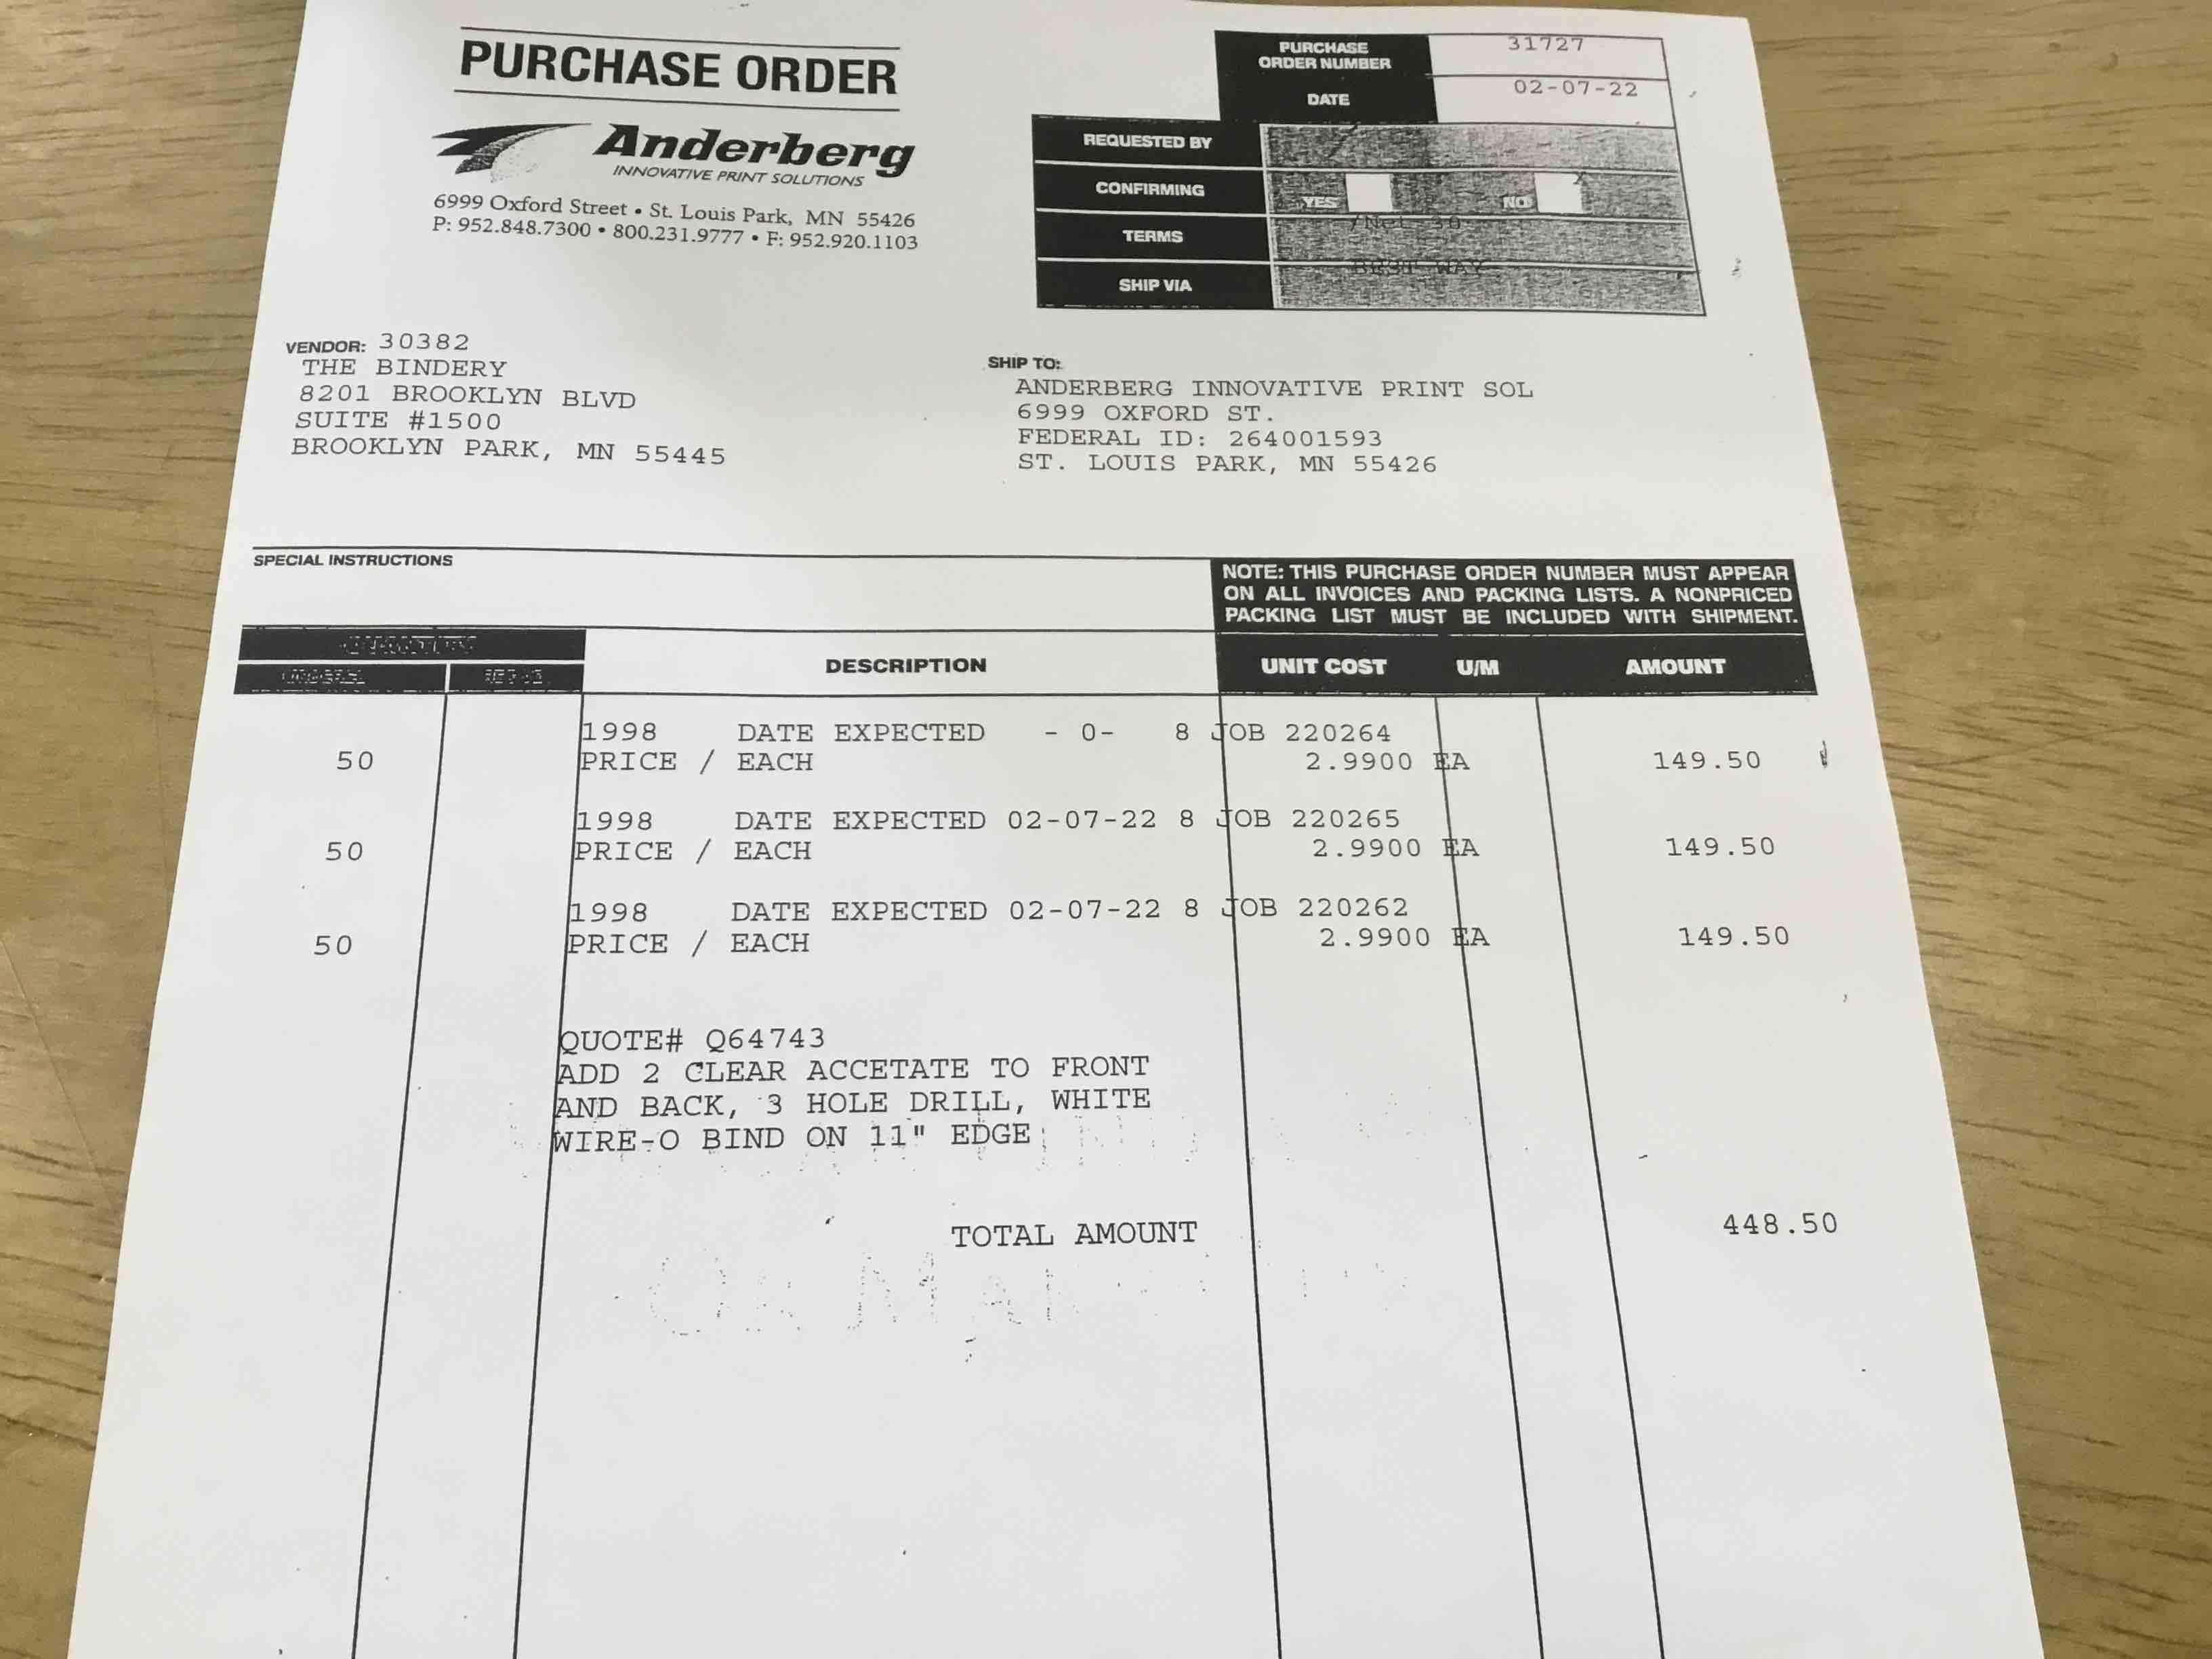 PURCHASE ORDER
Anderberg
INNOVATIVE PRINT SOLUTIONS
6999 Oxford Street • St. Louis Park, MN 55426
P: 952.848.7300 • 800.231.9777 • F: 952.920.1103
PURCHASE ORDER NUMBER 31727
DATE 02-07-22
REQUESTED BY
CONFIRMING YES NO X
TERMS /Net 30
SHIP VIA BEST WAY
VENDOR: 30382
THE BINDERY
8201 BROOKLYN BLVD
SUITE #1500
BROOKLYN PARK, MN 55445
SHIP TO:
ANDERBERG INNOVATIVE PRINT SOL
6999 OXFORD ST.
FEDERAL ID: 264001593
ST. LOUIS PARK, MN 55426
SPECIAL INSTRUCTIONS
NOTE: THIS PURCHASE ORDER NUMBER MUST APPEAR
ON ALL INVOICES AND PACKING LISTS. A NONPRICED
PACKING LIST MUST BE INCLUDED WITH SHIPMENT.
DESCRIPTION UNIT COST U/M AMOUNT
1998 DATE EXPECTED - 0- 8 JOB 220264
50 PRICE / EACH 2.9900 EA 149.50
1998 DATE EXPECTED 02-07-22 8 JOB 220265
50 PRICE / EACH 2.9900 EA 149.50
1998 DATE EXPECTED 02-07-22 8 JOB 220262
50 PRICE / EACH 2.9900 EA 149.50
QUOTE# Q64743
ADD 2 CLEAR ACCETATE TO FRONT
AND BACK, 3 HOLE DRILL, WHITE
WIRE-O BIND ON 11" EDGE
TOTAL AMOUNT 448.50